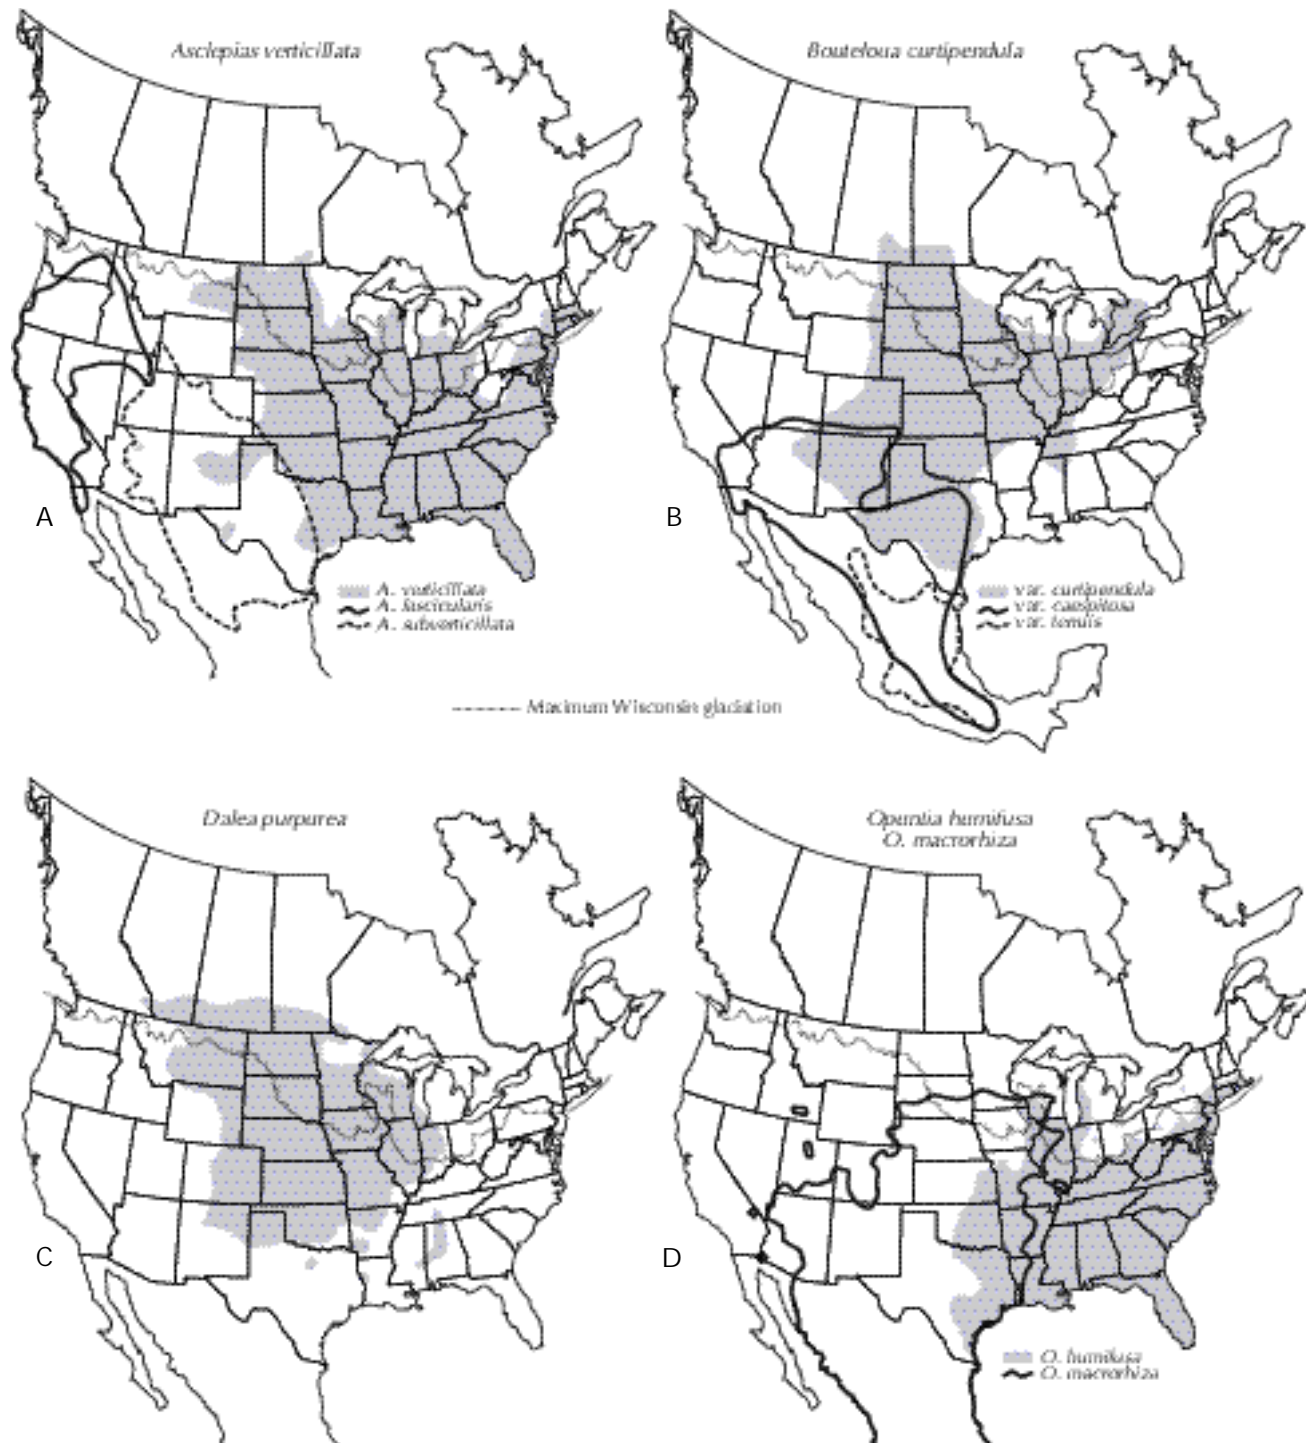 Asclepias verticillata
Bouteloua curtipendula
A
B
A. verticillata
A. fascicularis
A. subverticillata
var. curtipendula
var. caespitosa
var. tenuis
Maximum Wisconsin glaciation
Dalea purpurea
Opuntia humifusa
O. macrorhiza
C
D
O. humifusa
O. macrorhiza